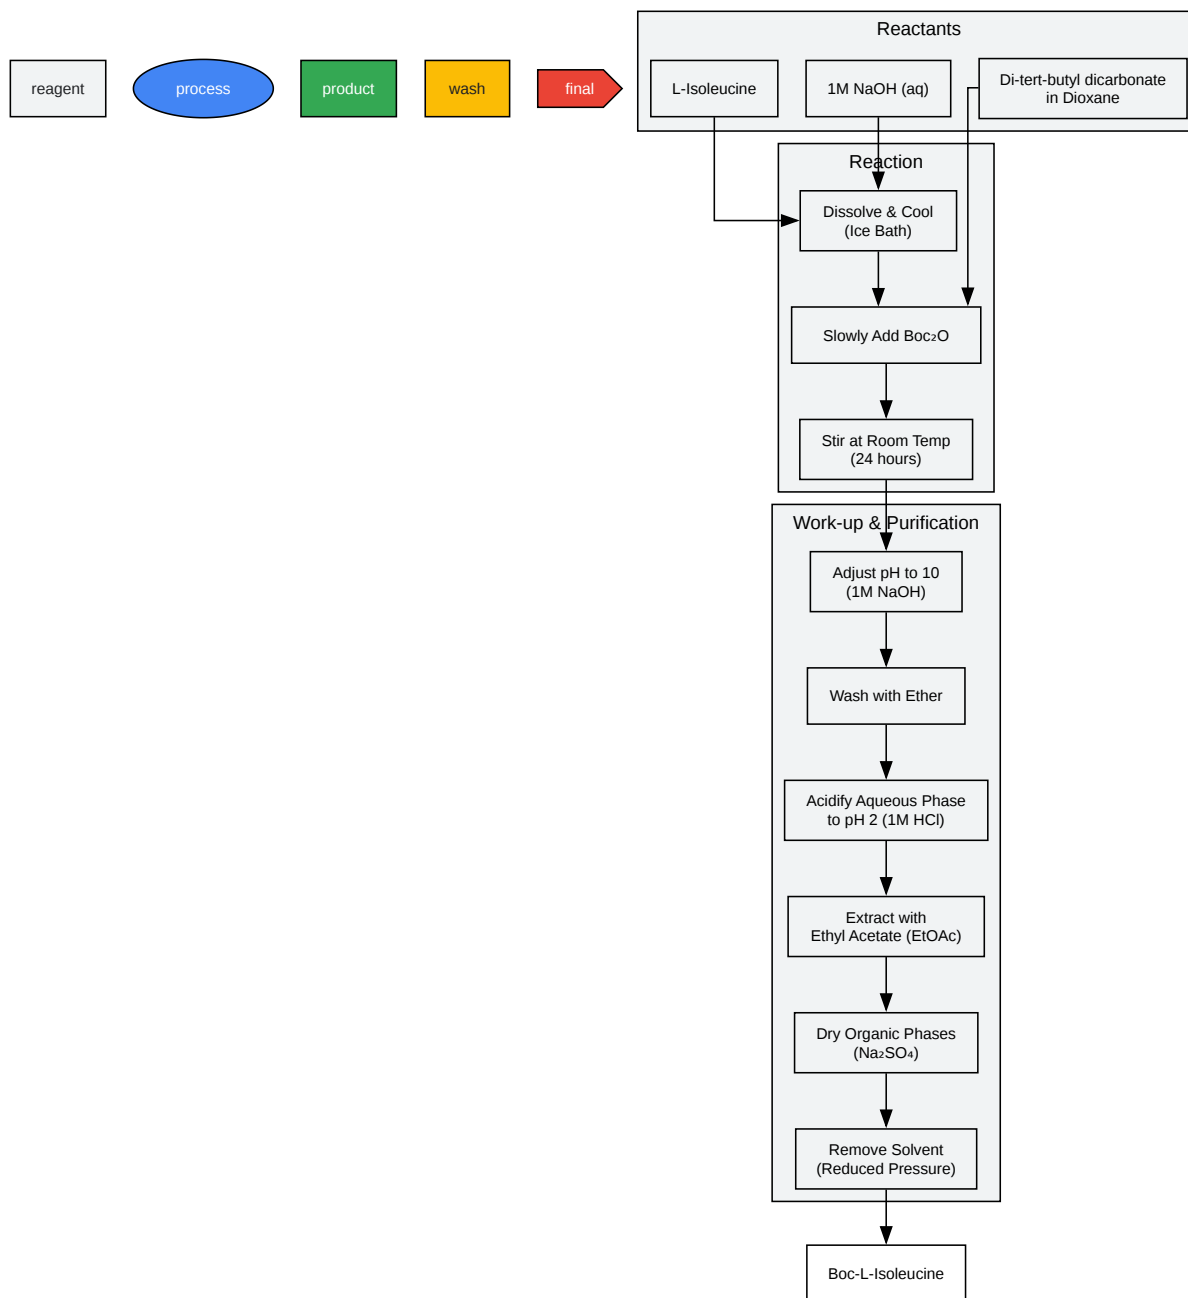 reagent
process
product
wash
final
Reactants
L-Isoleucine
1M NaOH (aq)
Di-tert-butyl dicarbonate
in Dioxane
Reaction
Dissolve & Cool
(Ice Bath)
Slowly Add Boc₂O
Stir at Room Temp
(24 hours)
Work-up & Purification
Adjust pH to 10
(1M NaOH)
Wash with Ether
Acidify Aqueous Phase
to pH 2 (1M HCl)
Extract with
Ethyl Acetate (EtOAc)
Dry Organic Phases
(Na₂SO₄)
Remove Solvent
(Reduced Pressure)
Boc-L-Isoleucine